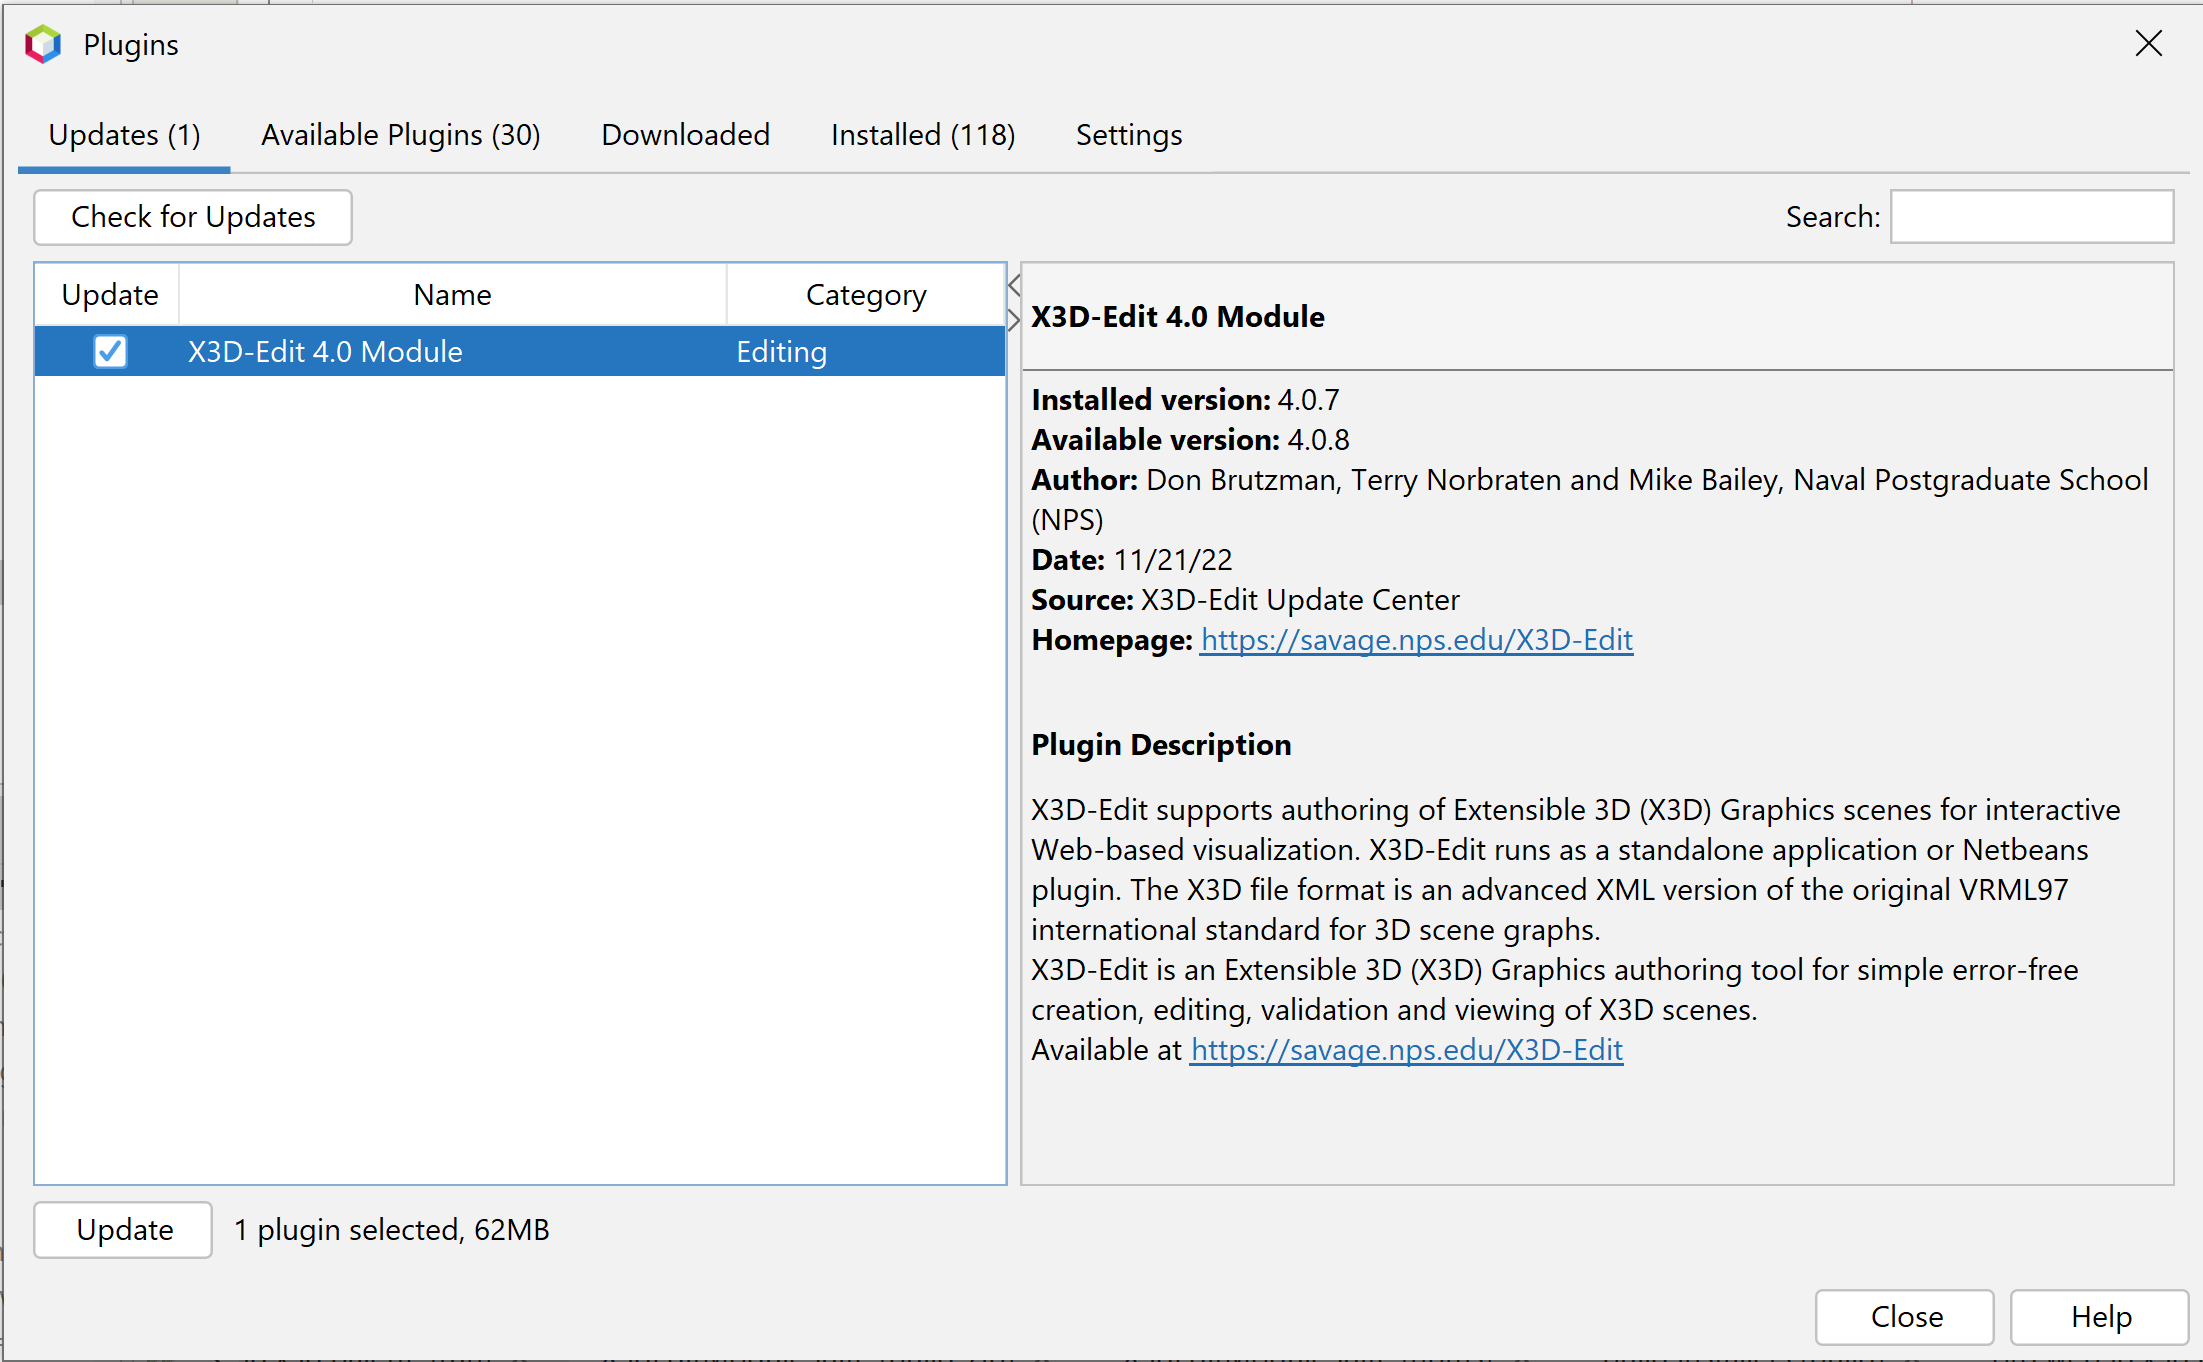 Plugins
Updates (1) Available Plugins (30) Downloaded Installed (118) Settings
Check for Updates Search:
Update Name Category
X3D-Edit 4.0 Module Editing
X3D-Edit 4.0 Module
Installed version: 4.0.7
Available version: 4.0.8
Author: Don Brutzman, Terry Norbraten and Mike Bailey, Naval Postgraduate School
(NPS)
Date: 11/21/22
Source: X3D-Edit Update Center
Homepage: https://savage.nps.edu/X3D-Edit
Plugin Description
X3D-Edit supports authoring of Extensible 3D (X3D) Graphics scenes for interactive
Web-based visualization. X3D-Edit runs as a standalone application or Netbeans
plugin. The X3D file format is an advanced XML version of the original VRML97
international standard for 3D scene graphs.
X3D-Edit is an Extensible 3D (X3D) Graphics authoring tool for simple error-free
creation, editing, validation and viewing of X3D scenes.
Available at https://savage.nps.edu/X3D-Edit
Update 1 plugin selected, 62MB
Close Help